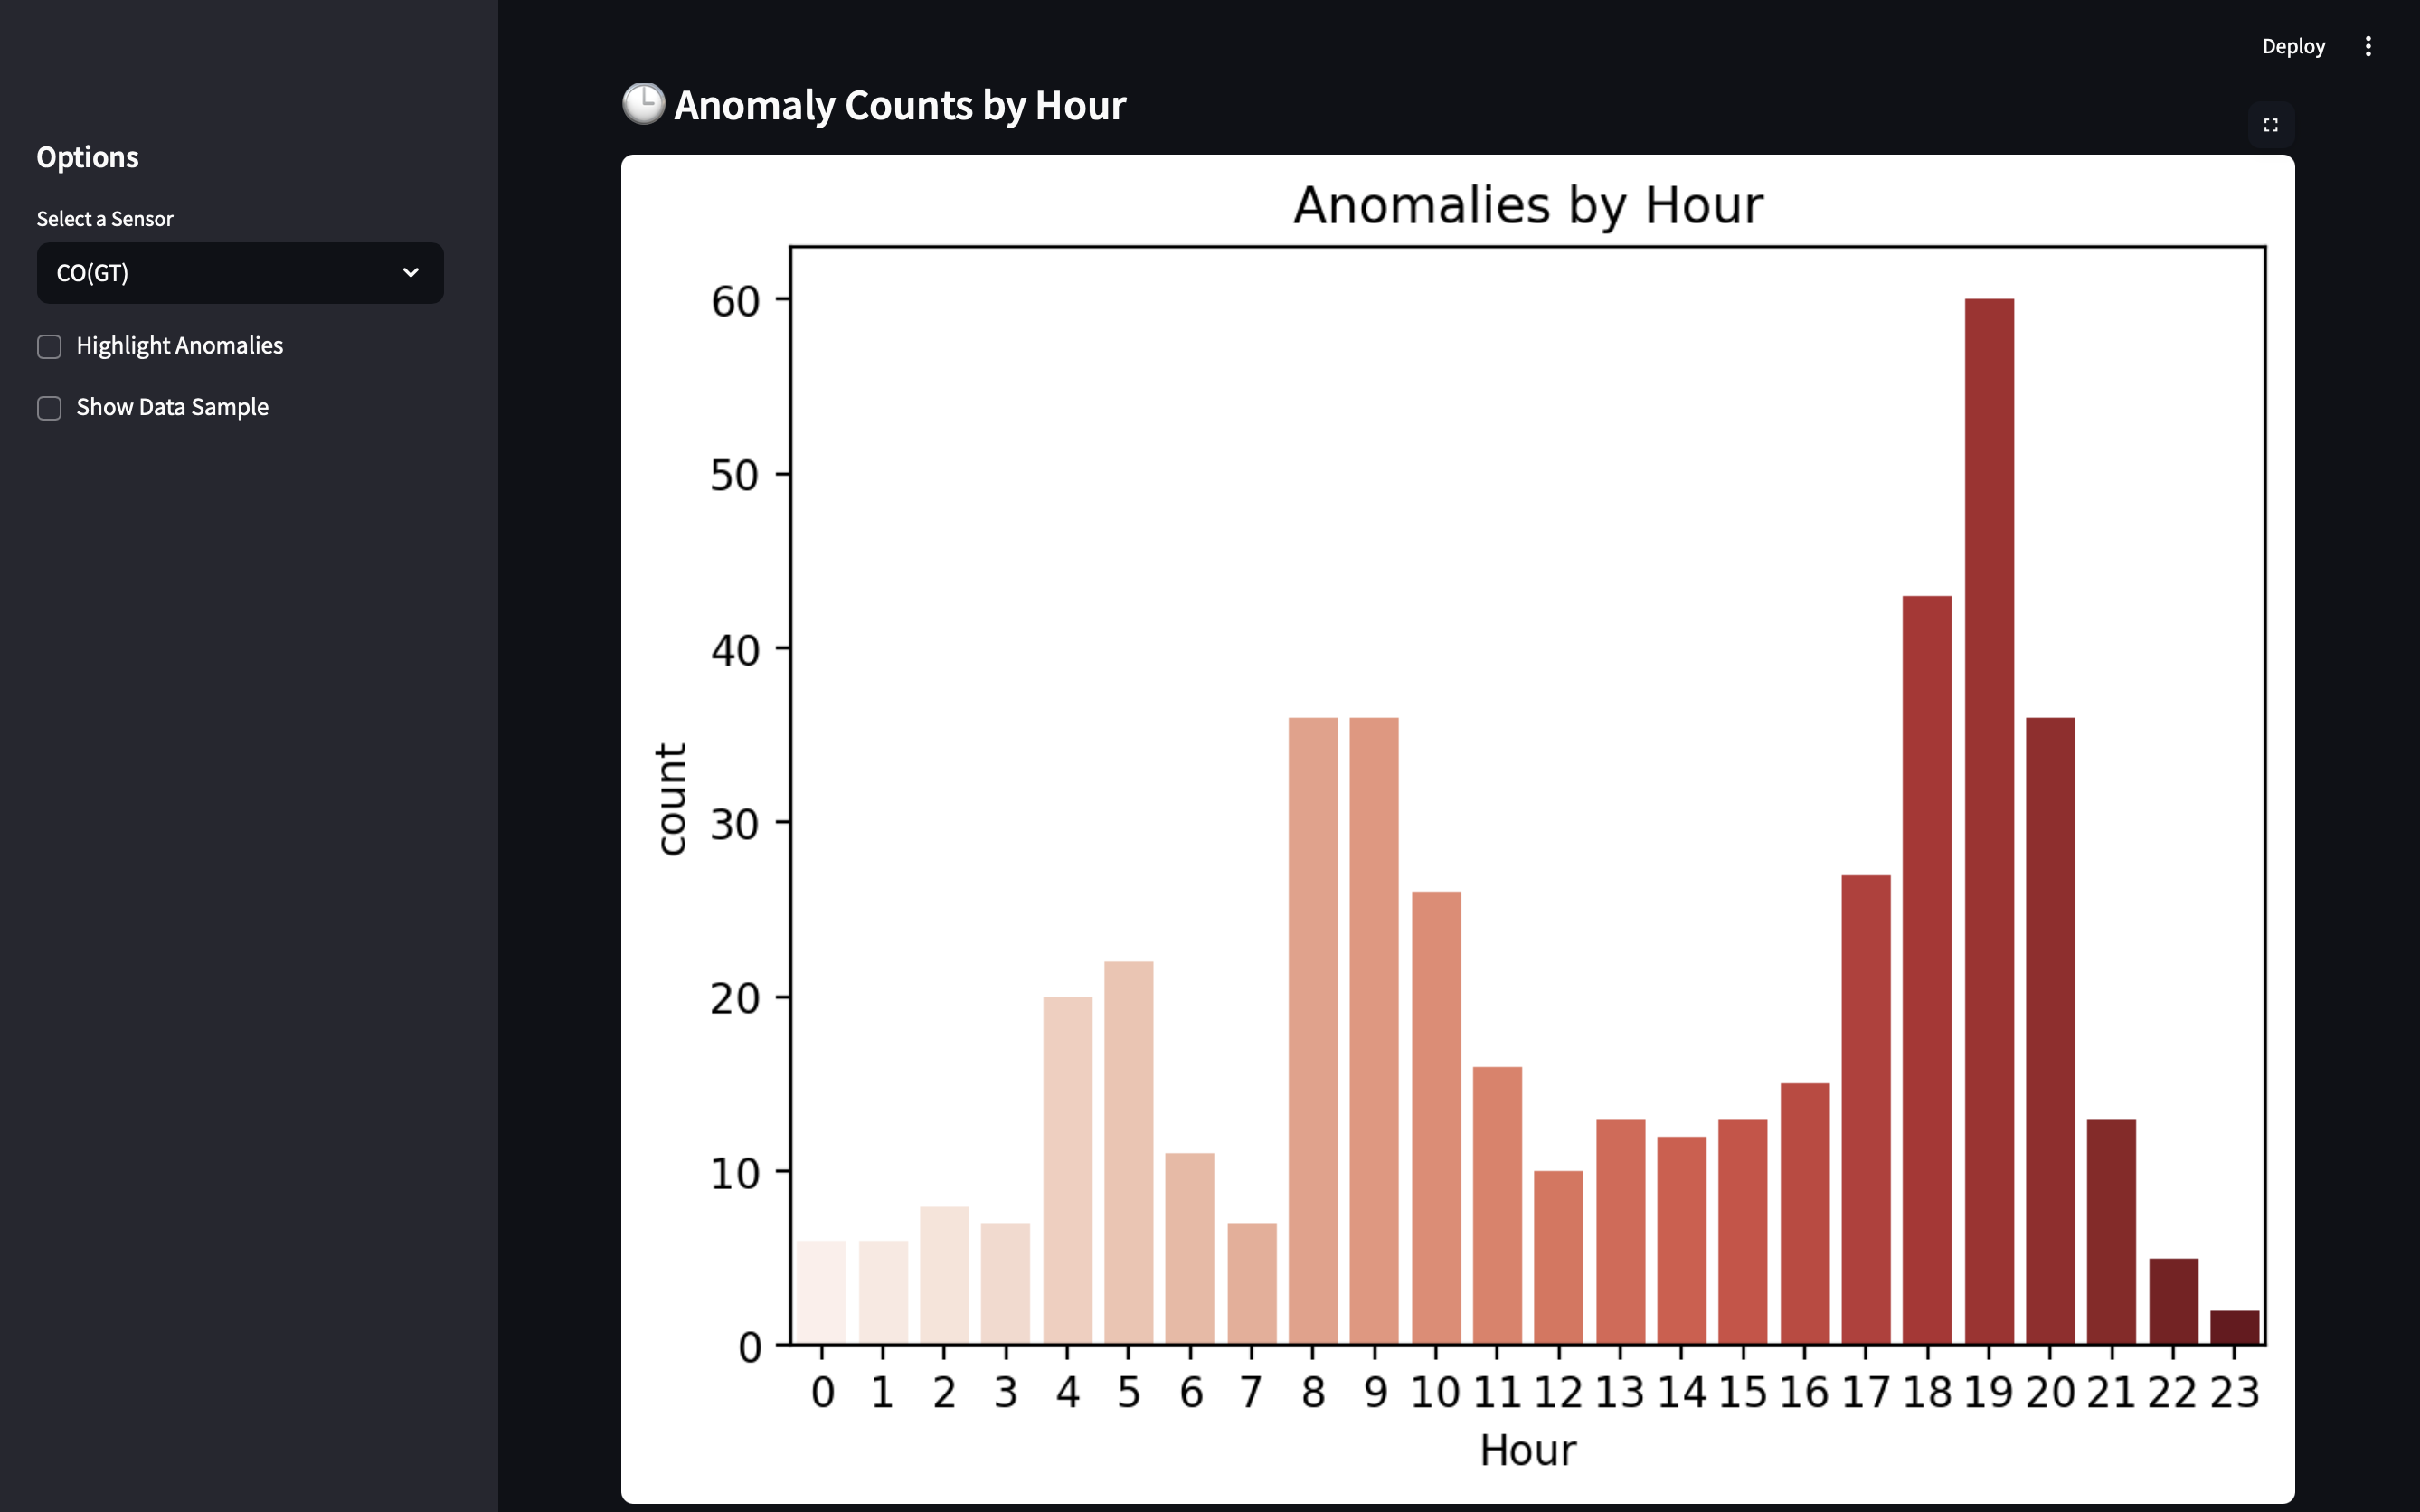 Deploy
🕒 Anomaly Counts by Hour
Options
Select a Sensor
CO(GT)
Highlight Anomalies
Show Data Sample
Anomalies by Hour
60
50
40
30
20
10
0
count
0 1 2 3 4 5 6 7 8 9 10 11 12 13 14 15 16 17 18 19 20 21 22 23
Hour